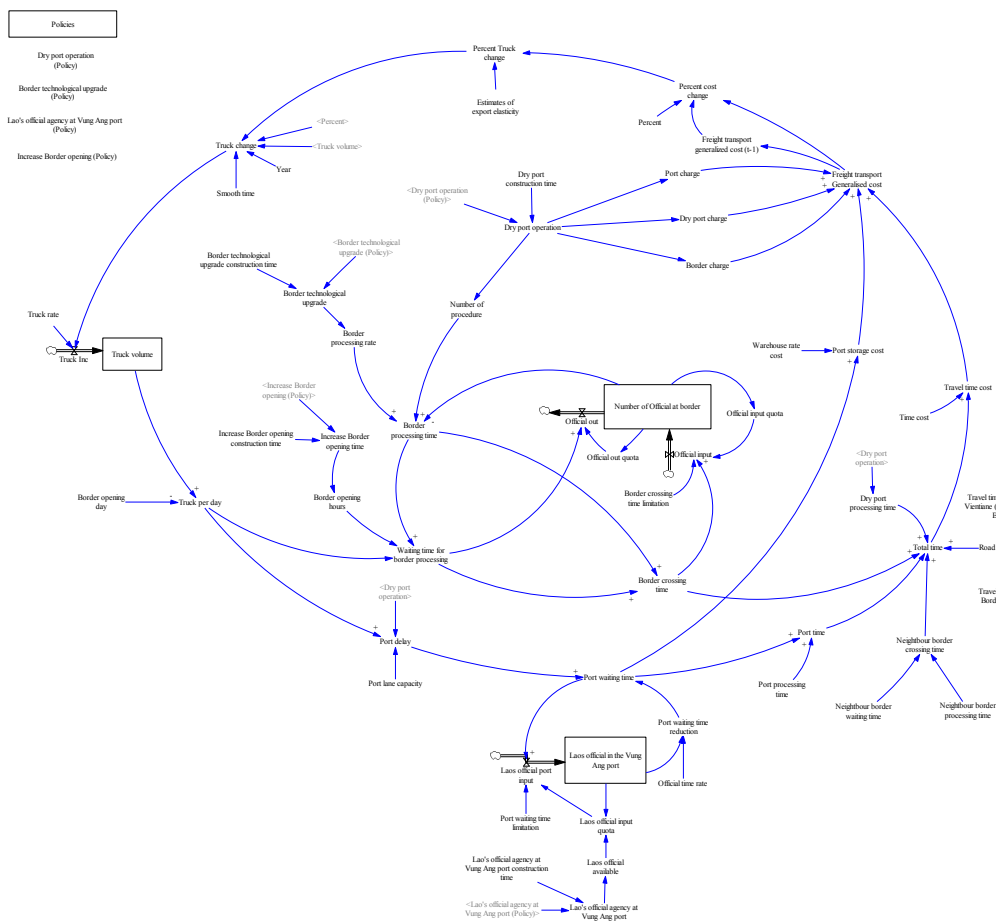 Policies
Dry port operation
(Policy)
Border technological upgrade
(Policy)
Lao's official agency at Vung Ang port
(Policy)
Increase Border opening (Policy)
Percent Truck
change
Estimates of
export elasticity
Percent cost
change
Percent
Freight transport
generalized cost (t-1)
<Percent>
<Truck volume>
Truck change
Year
Smooth time
Dry port
construction time
<Dry port operation
(Policy)>
Port charge
Freight transport
Generalised cost
+
+
+
+
+
Dry port operation
Dry port charge
Border charge
<Border technological
upgrade (Policy)>
Border technological
upgrade construction time
Border technological
upgrade
Number of
procedure
Truck rate
Border
processing rate
Truck Inc
Truck volume
Warehouse rate
cost
Port storage cost
+
<Increase Border
opening (Policy)>
Number of Official at border
Official input quota
Travel time cost
+
Time cost
Official out
+
+
+
-
Border
processing time
Increase Border opening
construction time
Increase Border
opening time
Official out quota
Official input
+
<Dry port
operation>
Border opening
hours
Border crossing
time limitation
Dry port
processing time
Border opening
day
-
+
Truck per day
Travel tim
Vientiane (
B
+
Waiting time for
border processing
+
+
+
+
Total time
Road
+
+
Border crossing
time
<Dry port
operation>
Trave
Bord
+
Port delay
+
+
Port time
Neighbour border
crossing time
Port lane capacity
+
Port waiting time
Port processing
time
Neighbour border
waiting time
Neighbour border
processing time
Port waiting time
reduction
+
Laos official port
input
Laos official in the Vung
Ang port
Official time rate
Port waiting time
limitation
Laos official input
quota
Lao's official agency at
Vung Ang port construction
time
Laos official
available
<Lao's official agency at
Vung Ang port (Policy)>
Lao's official agency at
Vung Ang port